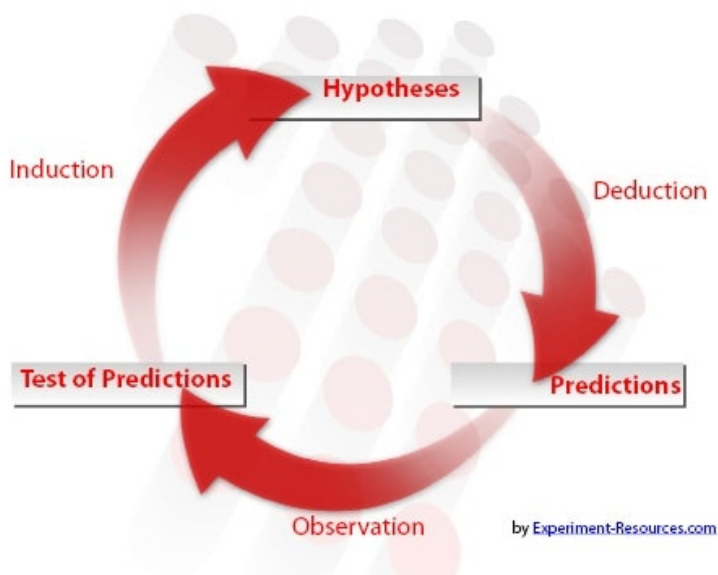 Hypotheses
Induction
Deduction
Test of Predictions
Predictions
Observation
by Experiment-Resources.com